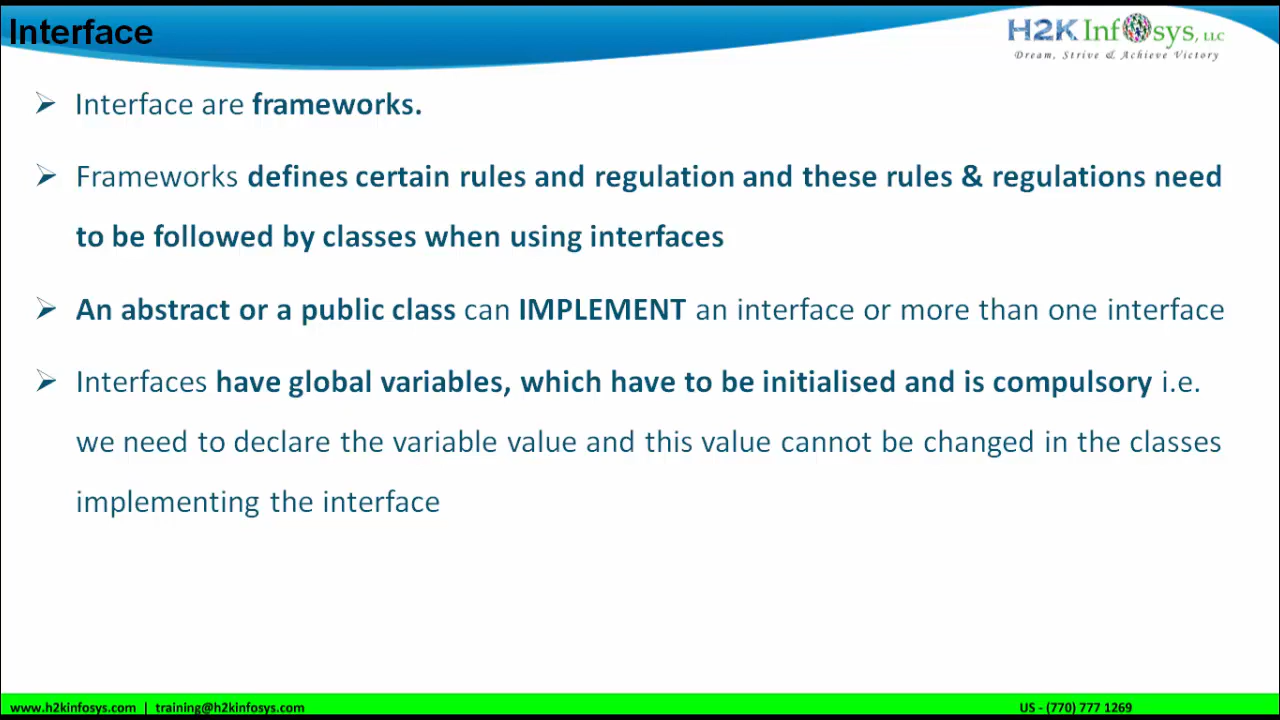 Interface
H2K Infosys, LLC
Dream, Strive & Achieve Victory
➢ Interface are frameworks.
➢ Frameworks defines certain rules and regulation and these rules & regulations need
to be followed by classes when using interfaces
➢ An abstract or a public class can IMPLEMENT an interface or more than one interface
➢ Interfaces have global variables, which have to be initialised and is compulsory i.e.
we need to declare the variable value and this value cannot be changed in the classes
implementing the interface
www.h2kinfosys.com | training@h2kinfosys.com
US - (770) 777 1269